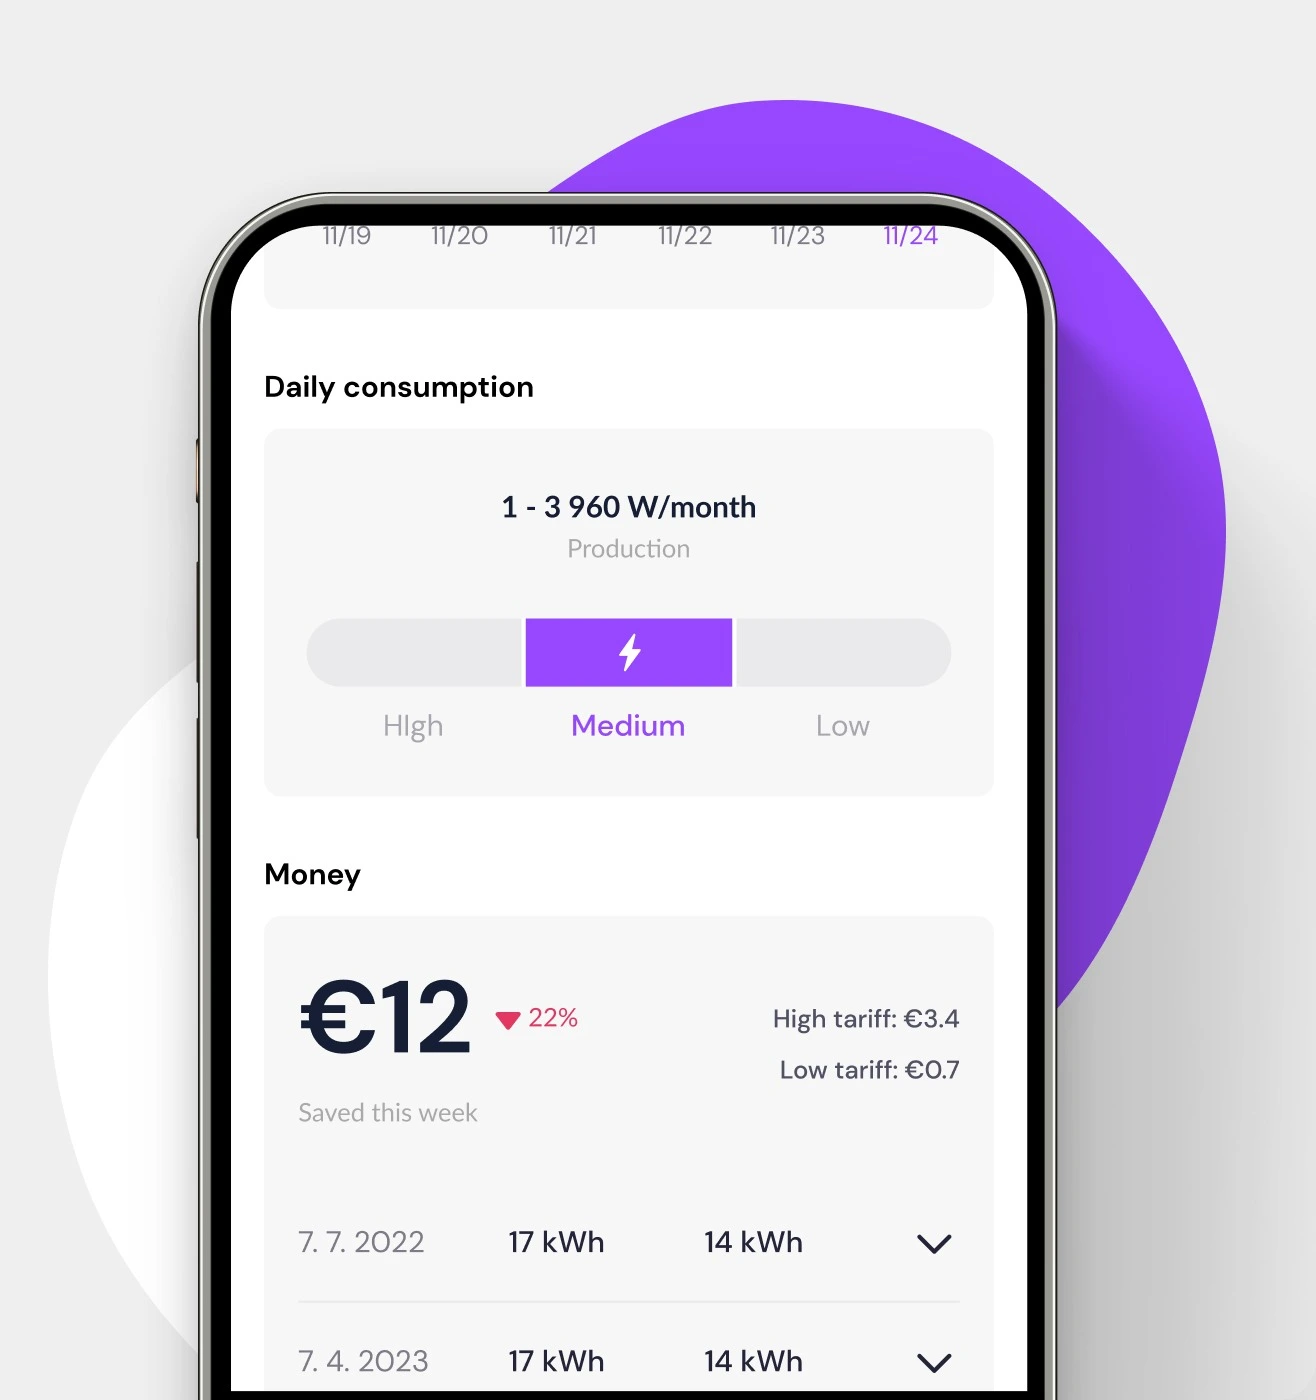 11/19 11/20 11/21 11/22 11/23 11/24
Daily consumption
1 - 3 960 W/month
Production
HIgh Medium Low
Money
€12 22%
High tariff: €3.4
Low tariff: €0.7
Saved this week
7. 7. 2022 17 kWh 14 kWh
7. 4. 2023 17 kWh 14 kWh